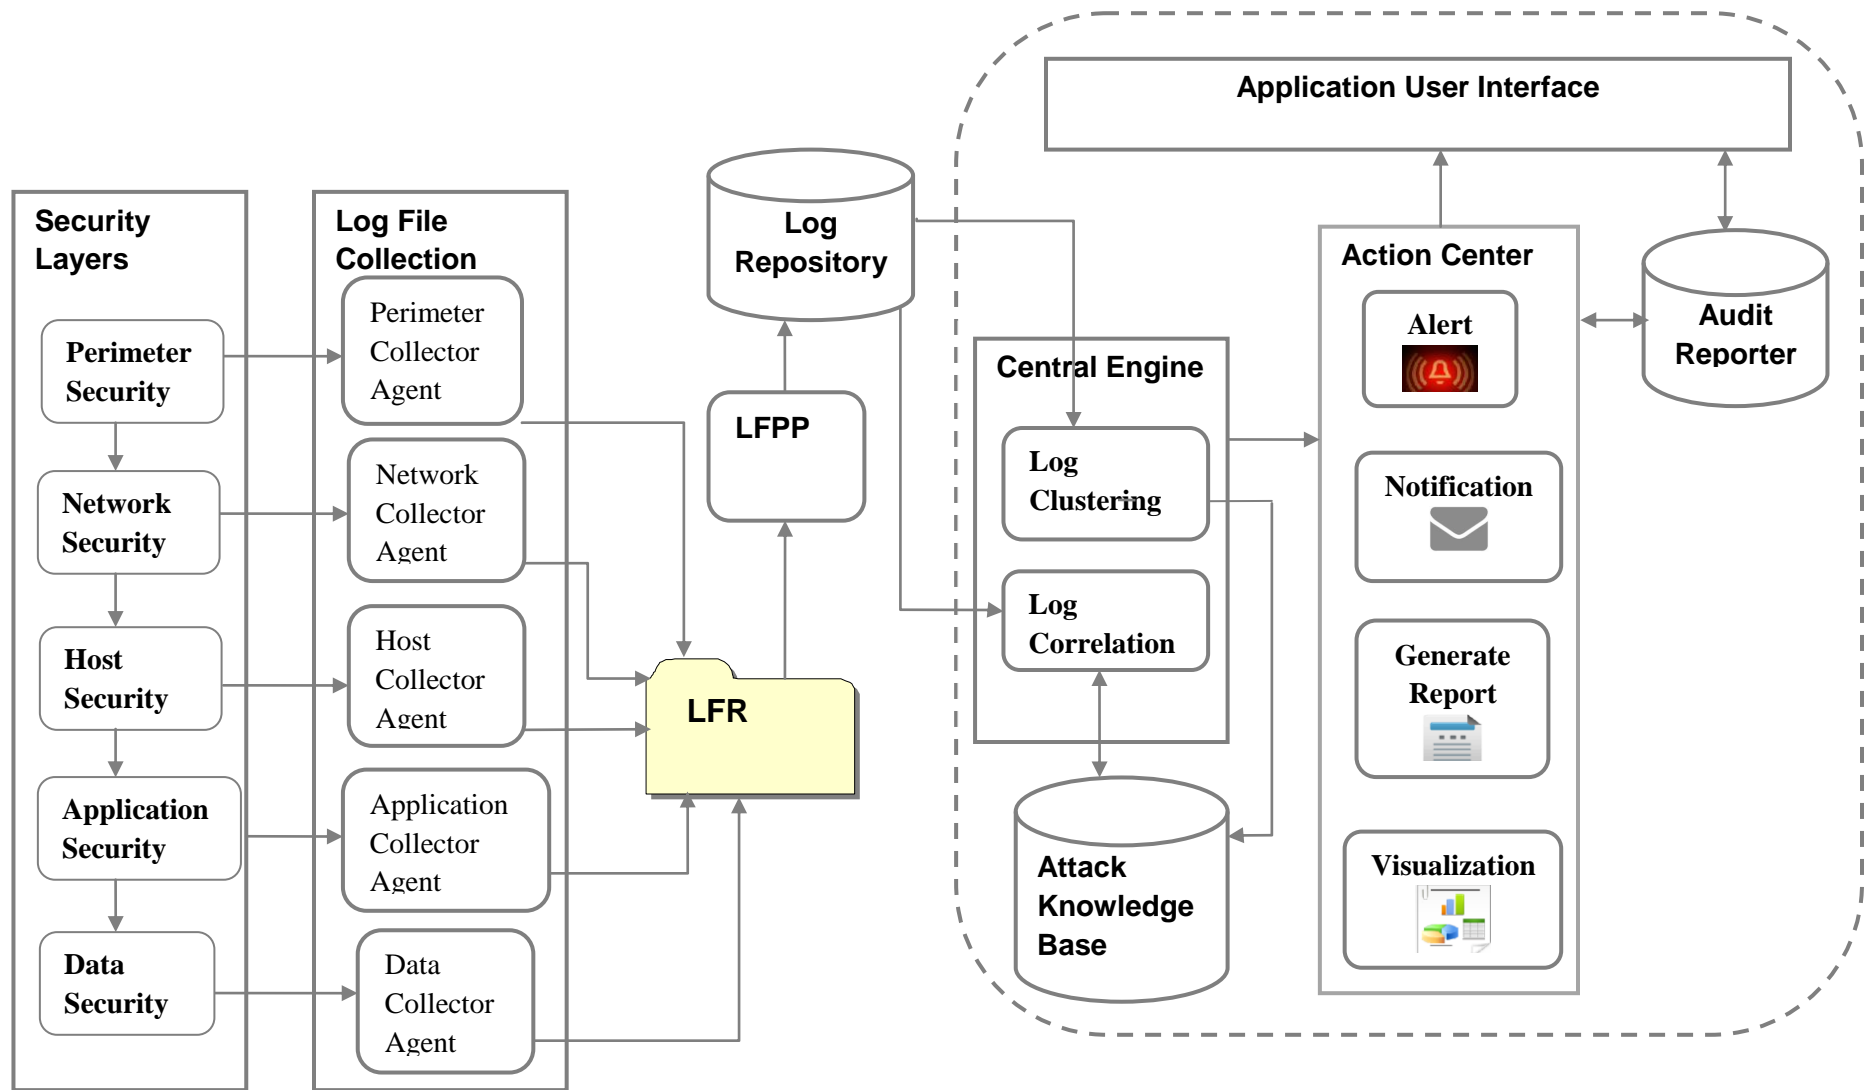 Application User Interface
Security
Layers
Perimeter
Security
Network
Security
Host
Security
Application
Security
Data
Security
Log File
Collection
Perimeter
Collector
Agent
Network
Collector
Agent
Host
Collector
Agent
Application
Collector
Agent
Data
Collector
Agent
LFR
LFPP
Log
Repository
Central Engine
Log
Clustering
Log
Correlation
Attack
Knowledge
Base
Action Center
Alert
Notification
Generate
Report
Visualization
Audit
Reporter